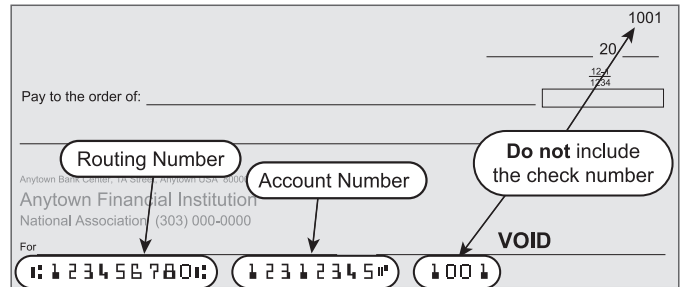 1001
20
12-1
1234
Pay to the order of:
Routing Number
Do not include
the check number
Anytown Bank Center, 1A Street, Anytown USA 8000
Account Number
Anytown Financial Institution
National Association (303) 000-0000
For
VOID
⑆123456780⑆ 12312345⑈ 1001